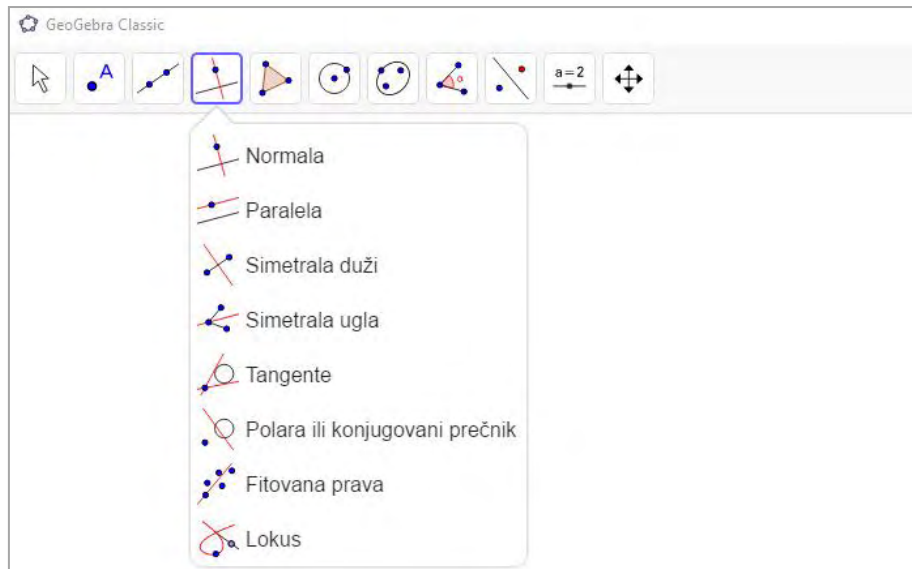 GeoGebra Classic
A
α
a=2
Normala
Paralela
Simetrala duži
Simetrala ugla
Tangente
Polara ili konjugovani prečnik
Fitovana prava
Lokus